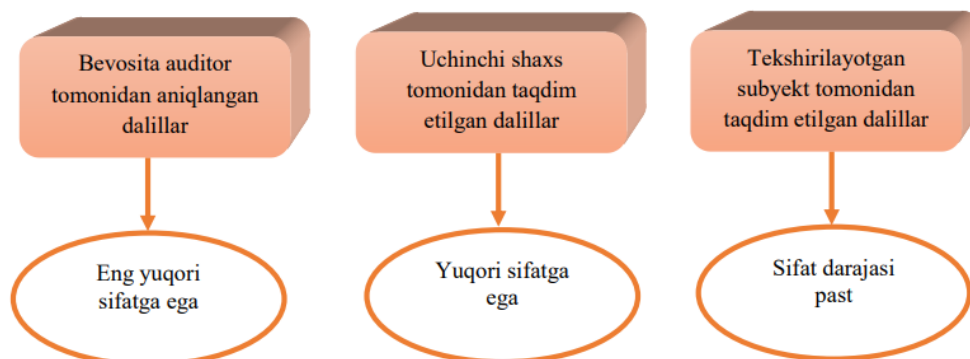 Bevosita auditor
tomonidan aniqlangan
dalillar
Uchinchi shaxs
tomonidan taqdim
etilgan dalillar
Tekshirilayotgan
subyekt tomonidan
taqdim etilgan dalillar
Eng yuqori
sifatga ega
Yuqori sifatga
ega
Sifat darajasi
past